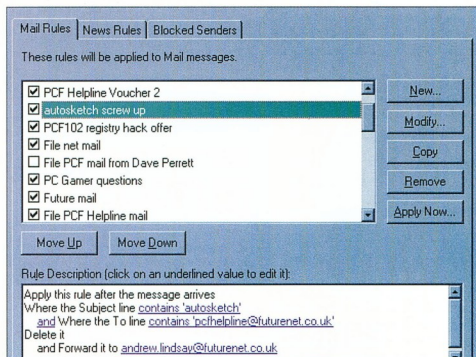 Mail Rules News Rules Blocked Senders
These rules will be applied to Mail messages.
PCF Helpline Voucher 2
autosketch screw up
PCF102 registry hack offer
File net mail
File PCF mail from Dave Perrett
PC Gamer questions
Future mail
File PCF Helpline mail
New...
Modify...
Copy
Remove
Apply Now...
Move Up Move Down
Rule Description (click on an underlined value to edit it):
Apply this rule after the message arrives
Where the Subject line contains 'autosketch'
and Where the To line contains 'pcfhelpline@futurenet.co.uk'
Delete it
and Forward it to andrew.lindsay@futurenet.co.uk